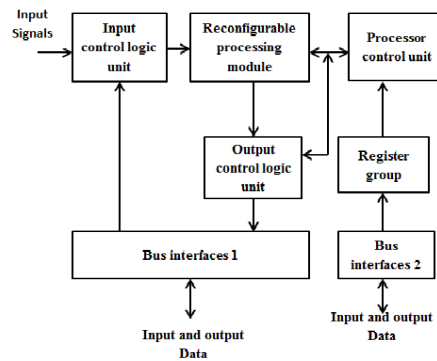 Input
Signals
Input
control logic
unit
Reconfigurable
processing
module
Processor
control unit
Output
control logic
unit
Register
group
Bus interfaces 1
Bus
interfaces 2
Input and output
Data
Input and output
Data